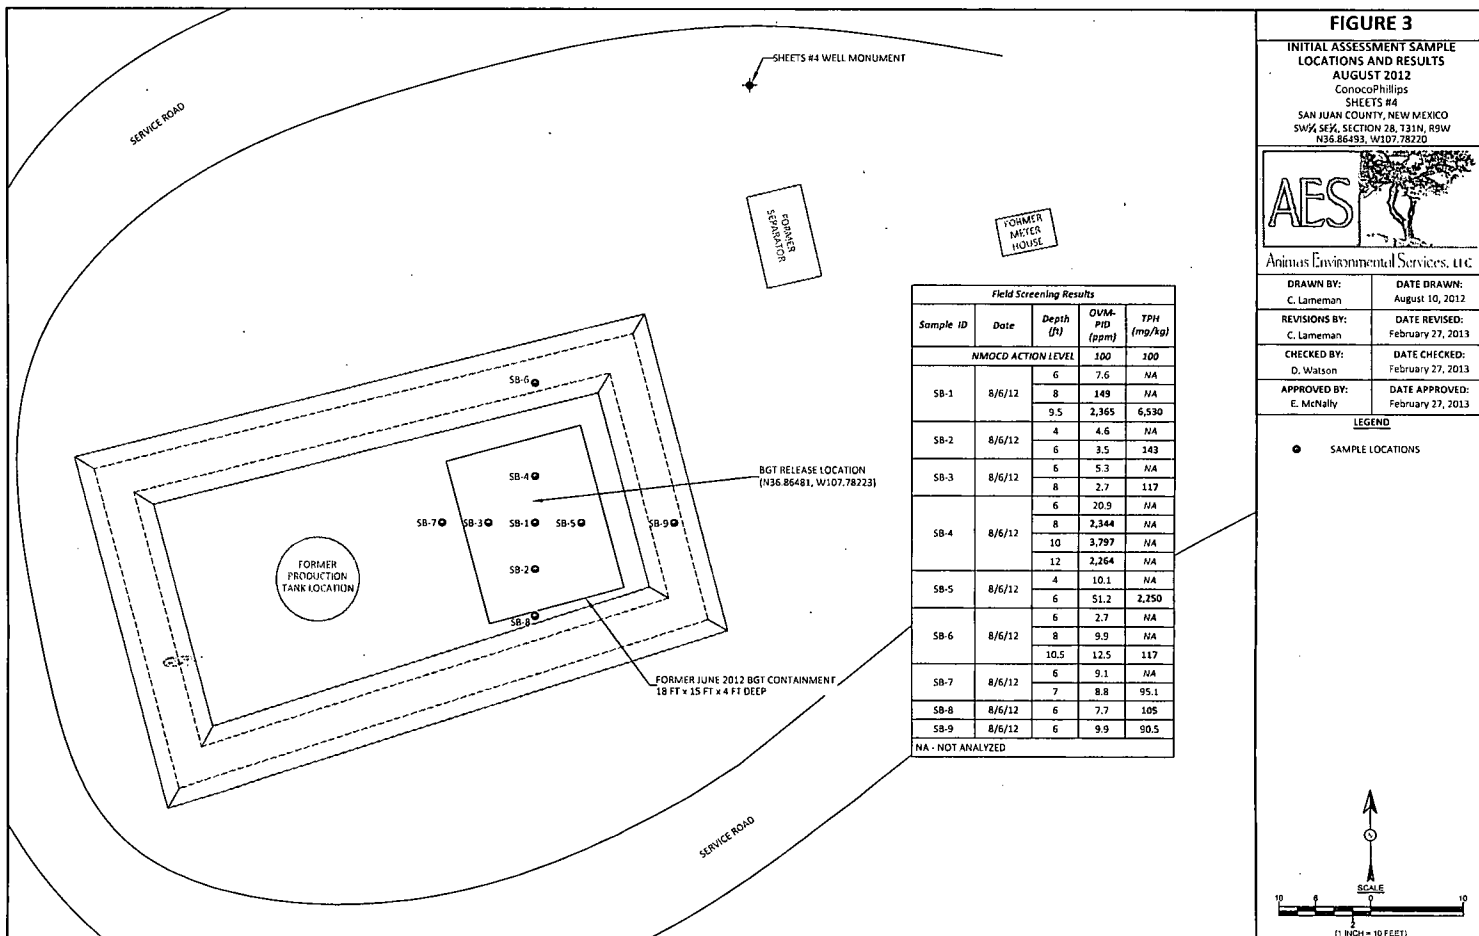 SHEETS #4 WELL MONUMENT
SERVICE ROAD
FORMER
SEPARATOR
FORMER
METER
HOUSE
SB-6
SB-4
BGT RELEASE LOCATION
(N36.86481, W107.78223)
SB-7
SB-3
SB-1
SB-5
SB-9
FORMER
PRODUCTION
TANK LOCATION
SB-2
SB-8
FORMER JUNE 2012 BGT CONTAINMENT
18 FT x 15 FT x 4 FT DEEP
SERVICE ROAD
Field Screening Results
Sample ID Date Depth (ft) OVM-PID (ppm) TPH (mg/kg)
NMOCD ACTION LEVEL 100 100
SB-1 8/6/12 6 7.6 NA
8 149 NA
9.5 2,365 6,530
SB-2 8/6/12 4 4.6 NA
6 3.5 143
SB-3 8/6/12 6 5.3 NA
8 2.7 117
SB-4 8/6/12 6 20.9 NA
8 2,344 NA
10 3,797 NA
12 2,264 NA
SB-5 8/6/12 4 10.1 NA
6 51.2 2,250
SB-6 8/6/12 6 2.7 NA
8 9.9 NA
10.5 12.5 117
SB-7 8/6/12 6 9.1 NA
7 8.8 95.1
SB-8 8/6/12 6 7.7 105
SB-9 8/6/12 6 9.9 90.5
NA - NOT ANALYZED
FIGURE 3
INITIAL ASSESSMENT SAMPLE
LOCATIONS AND RESULTS
AUGUST 2012
ConocoPhillips
SHEETS #4
SAN JUAN COUNTY, NEW MEXICO
SW¼ SE¼, SECTION 28, T31N, R9W
N36.86493, W107.78220
AES
Animas Environmental Services, LLC
DRAWN BY: DATE DRAWN:
C. Lameman August 10, 2012
REVISIONS BY: DATE REVISED:
C. Lameman February 27, 2013
CHECKED BY: DATE CHECKED:
D. Watson February 27, 2013
APPROVED BY: DATE APPROVED:
E. McNally February 27, 2013
LEGEND
SAMPLE LOCATIONS
SCALE
10 6 0 10
2
(1 INCH = 10 FEET)